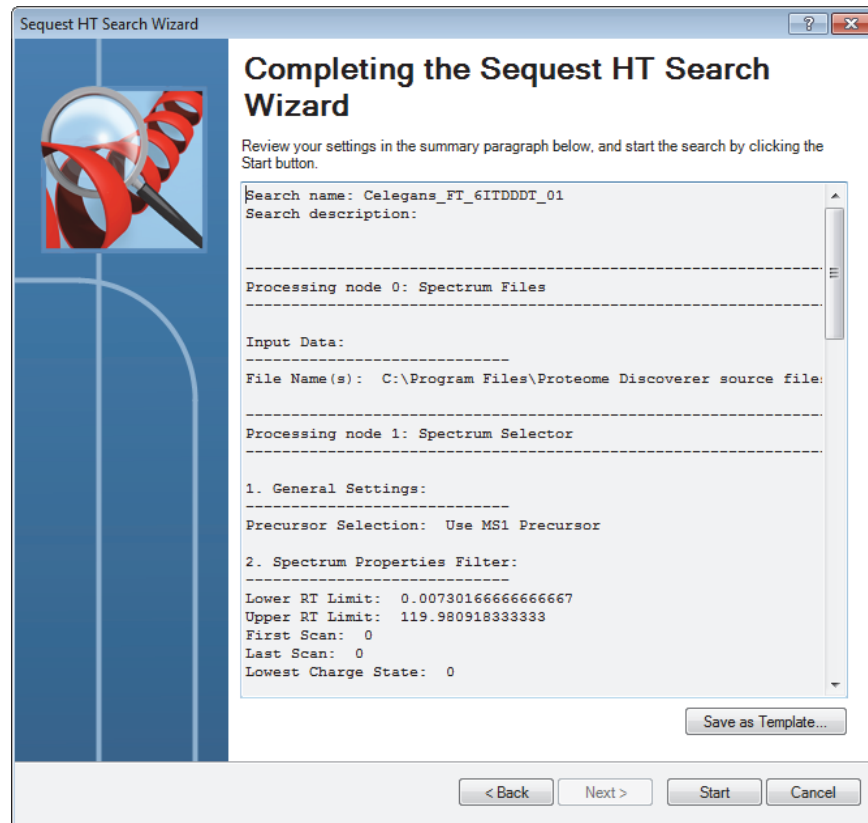 Sequest HT Search Wizard
Completing the Sequest HT Search
Wizard
Review your settings in the summary paragraph below, and start the search by clicking the
Start button.
Search name: Celegans_FT_6ITDDDT_01
Search description:
--------------------------------------------------------------------
Processing node 0: Spectrum Files
--------------------------------------------------------------------
Input Data:
-----------------------------
File Name(s):  C:\Program Files\Proteome Discoverer source file
--------------------------------------------------------------------
Processing node 1: Spectrum Selector
--------------------------------------------------------------------
1. General Settings:
-----------------------------
Precursor Selection:  Use MS1 Precursor
2. Spectrum Properties Filter:
-----------------------------
Lower RT Limit:  0.00730166666666667
Upper RT Limit:  119.980918333333
First Scan:  0
Last Scan:  0
Lowest Charge State:  0
Save as Template...
< Back Next > Start Cancel